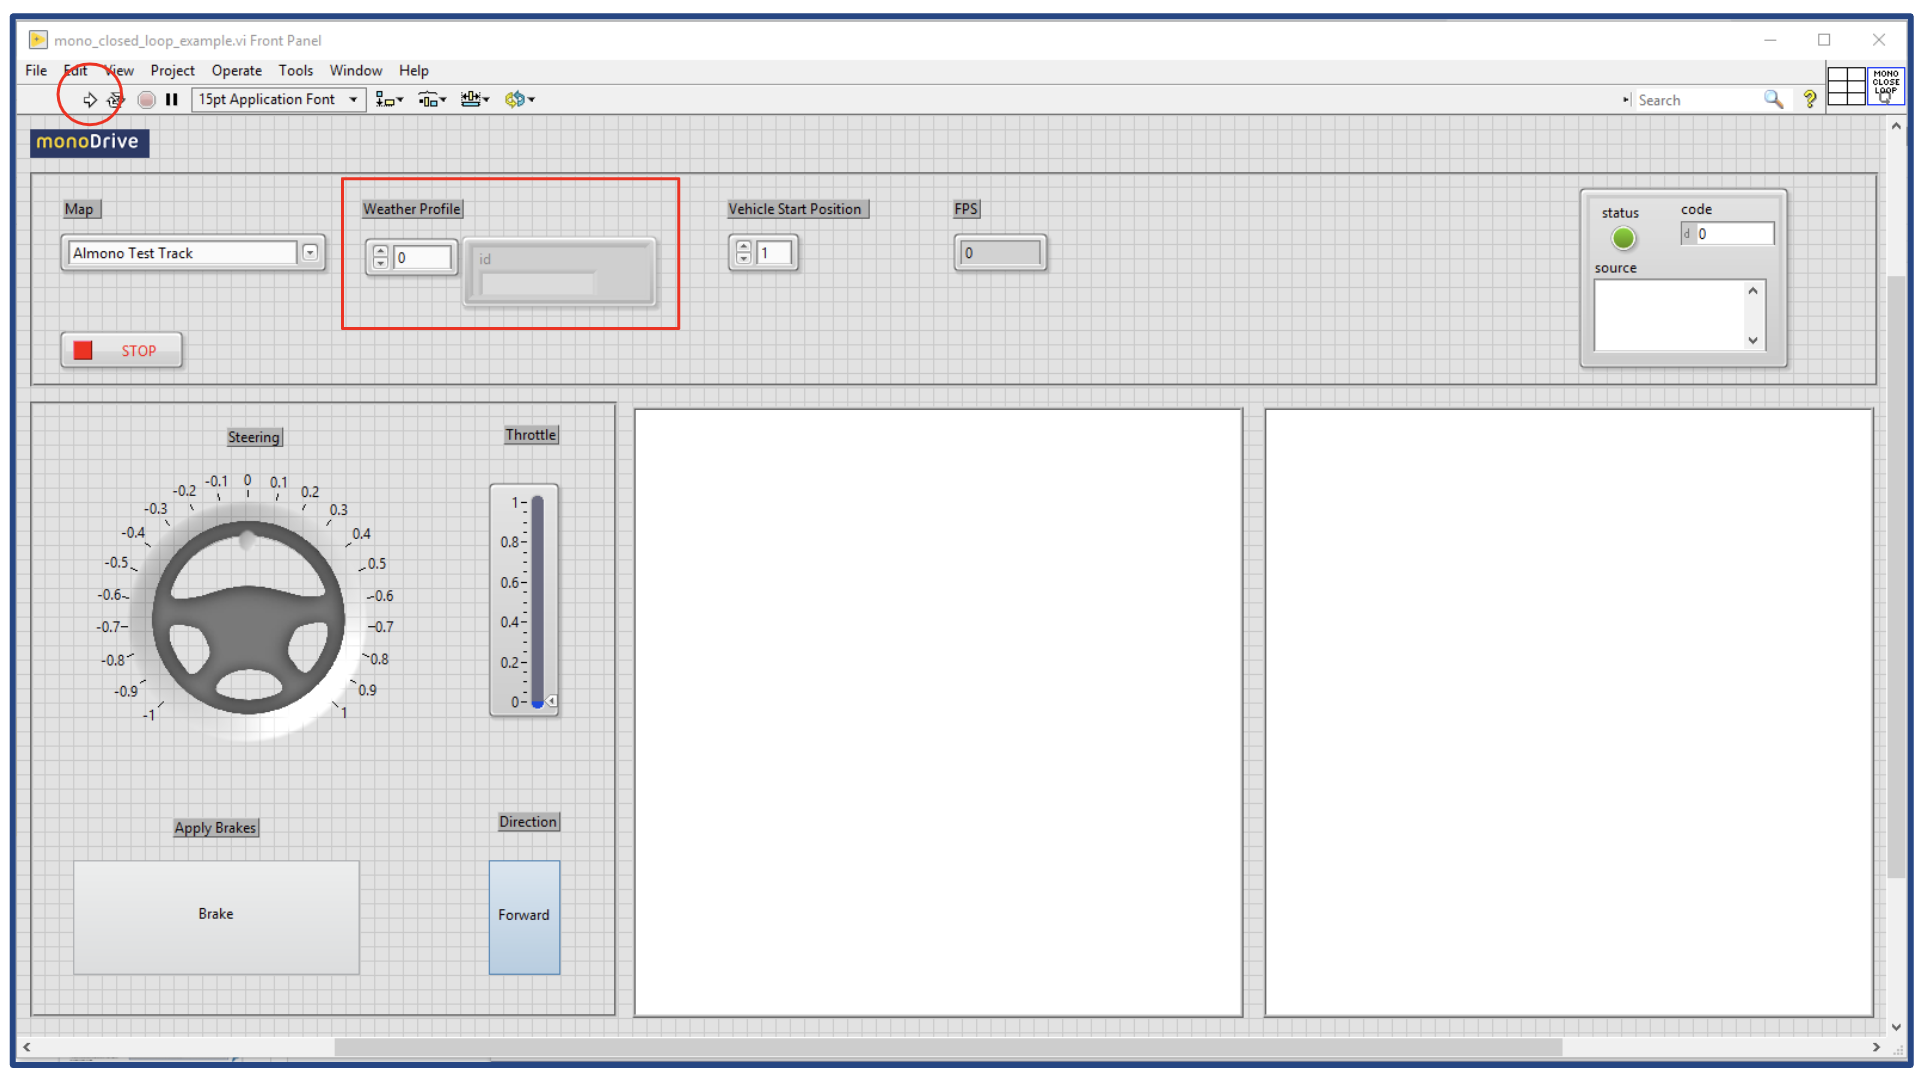 mono_closed_loop_example.vi Front Panel
File Edit View Project Operate Tools Window Help
15pt Application Font
Search
?
MONO
CLOSE
LOOP
monoDrive
Map
Almono Test Track
Weather Profile
0
id
Vehicle Start Position
1
FPS
0
status
code
d 0
source
STOP
Steering
-1
-0.9
-0.8
-0.7
-0.6
-0.5
-0.4
-0.3
-0.2
-0.1
0
0.1
0.2
0.3
0.4
0.5
0.6
0.7
0.8
0.9
1
Throttle
1
0.8
0.6
0.4
0.2
0
Apply Brakes
Brake
Direction
Forward